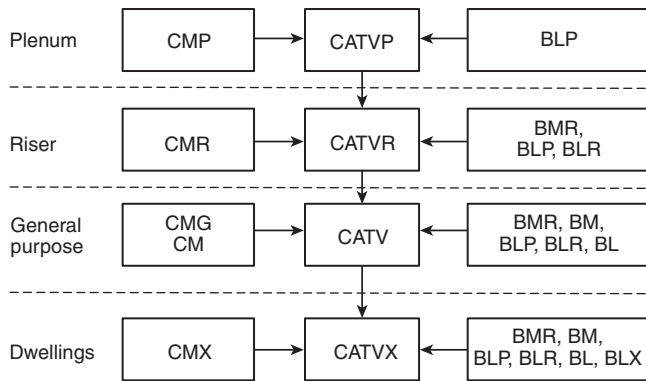 Plenum
CMP
CATVP
BLP
Riser
CMR
CATVR
BMR,
BLP, BLR
General
purpose
CMG
CM
CATV
BMR, BM,
BLP, BLR, BL
Dwellings
CMX
CATVX
BMR, BM,
BLP, BLR, BL, BLX